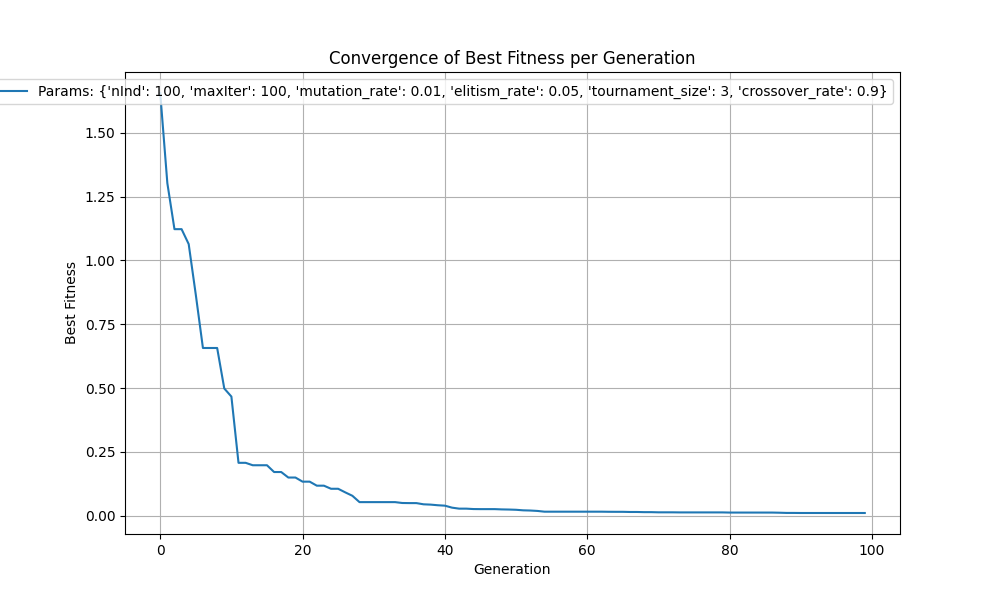 Convergence of Best Fitness per Generation
Params: {'nInd': 100, 'maxIter': 100, 'mutation_rate': 0.01, 'elitism_rate': 0.05, 'tournament_size': 3, 'crossover_rate': 0.9}
1.50
1.25
1.00
0.75
0.50
0.25
0.00
Best Fitness
0 20 40 60 80 100
Generation